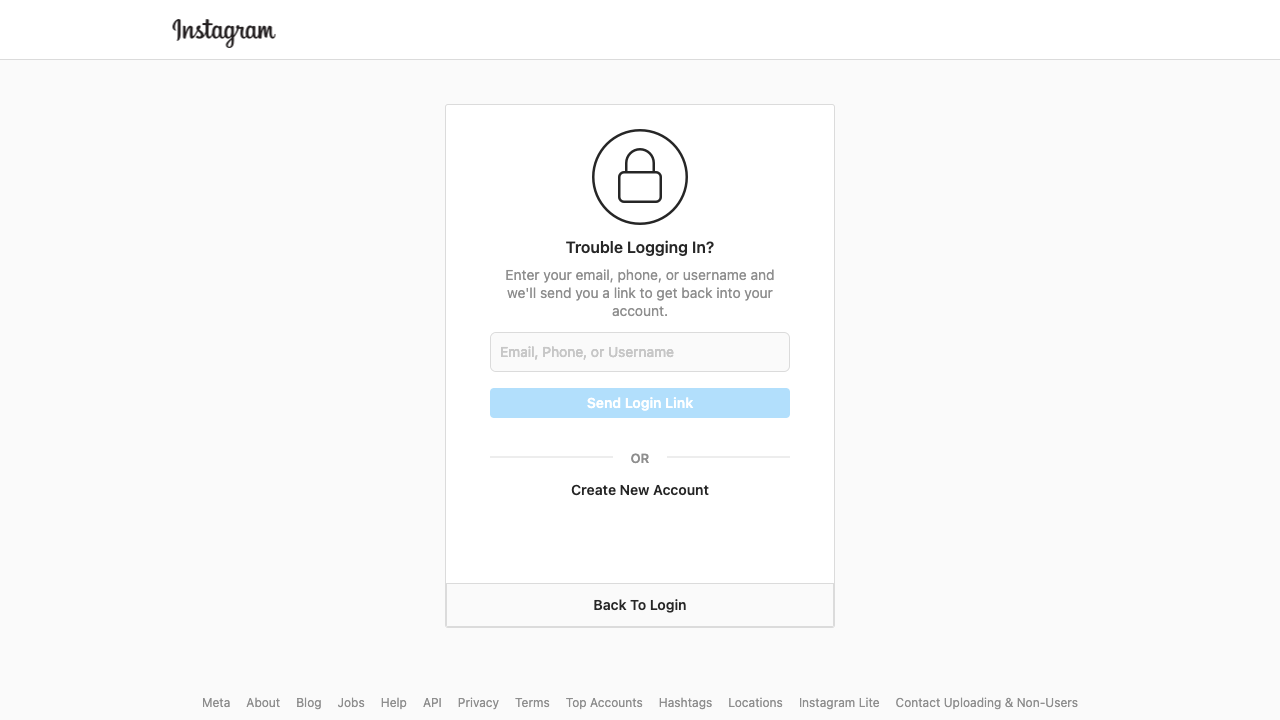 Instagram
Trouble Logging In?
Enter your email, phone, or username and
we'll send you a link to get back into your
account.
Email, Phone, or Username
Send Login Link
OR
Create New Account
Back To Login
Meta About Blog Jobs Help API Privacy Terms Top Accounts Hashtags Locations Instagram Lite Contact Uploading & Non-Users